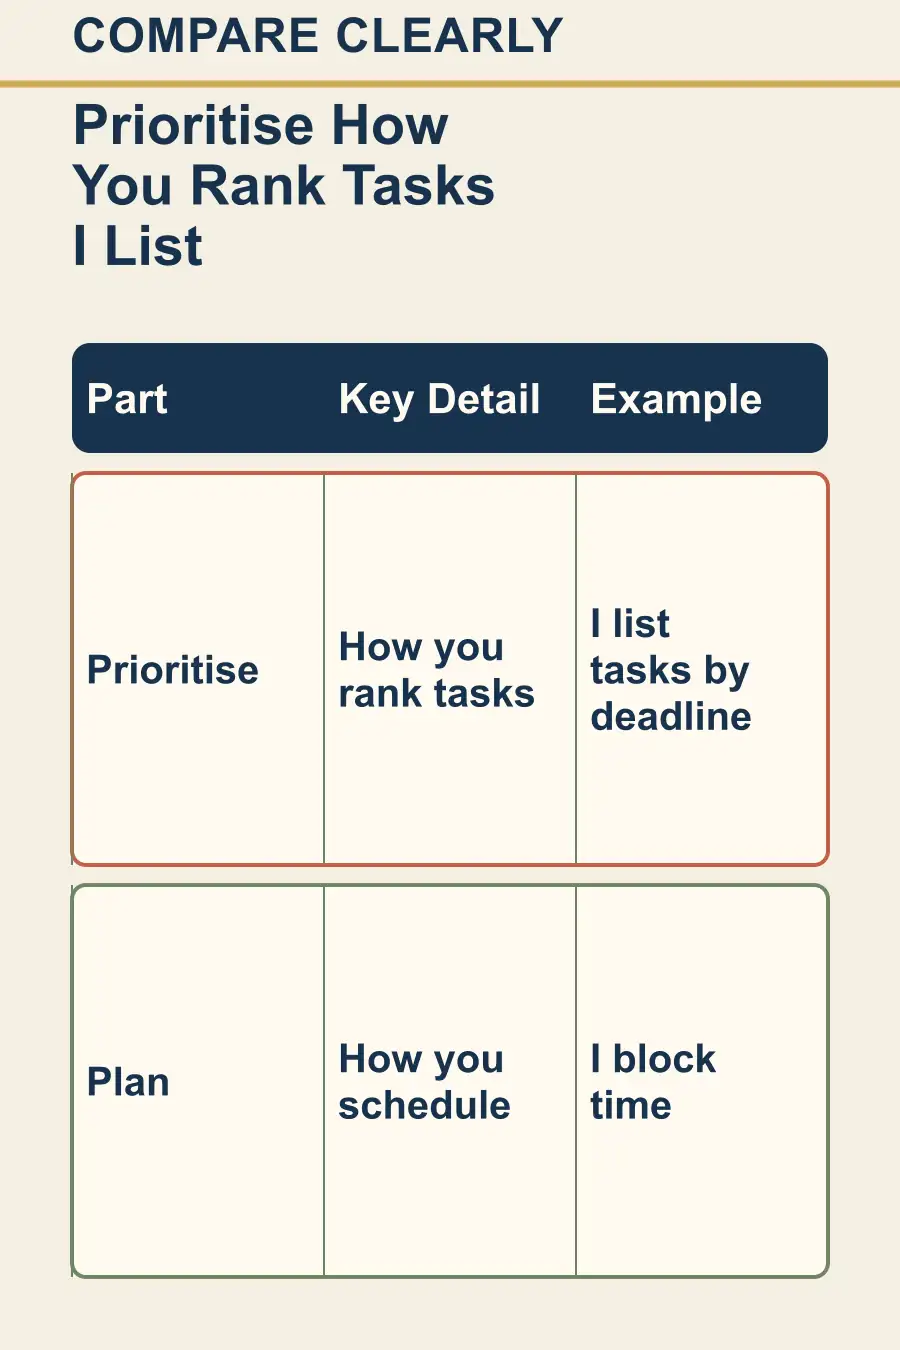 COMPARE CLEARLY
Prioritise How
You Rank Tasks
I List
Part Key Detail Example
Prioritise
How you
rank tasks
I list
tasks by
deadline
Plan
How you
schedule
I block
time